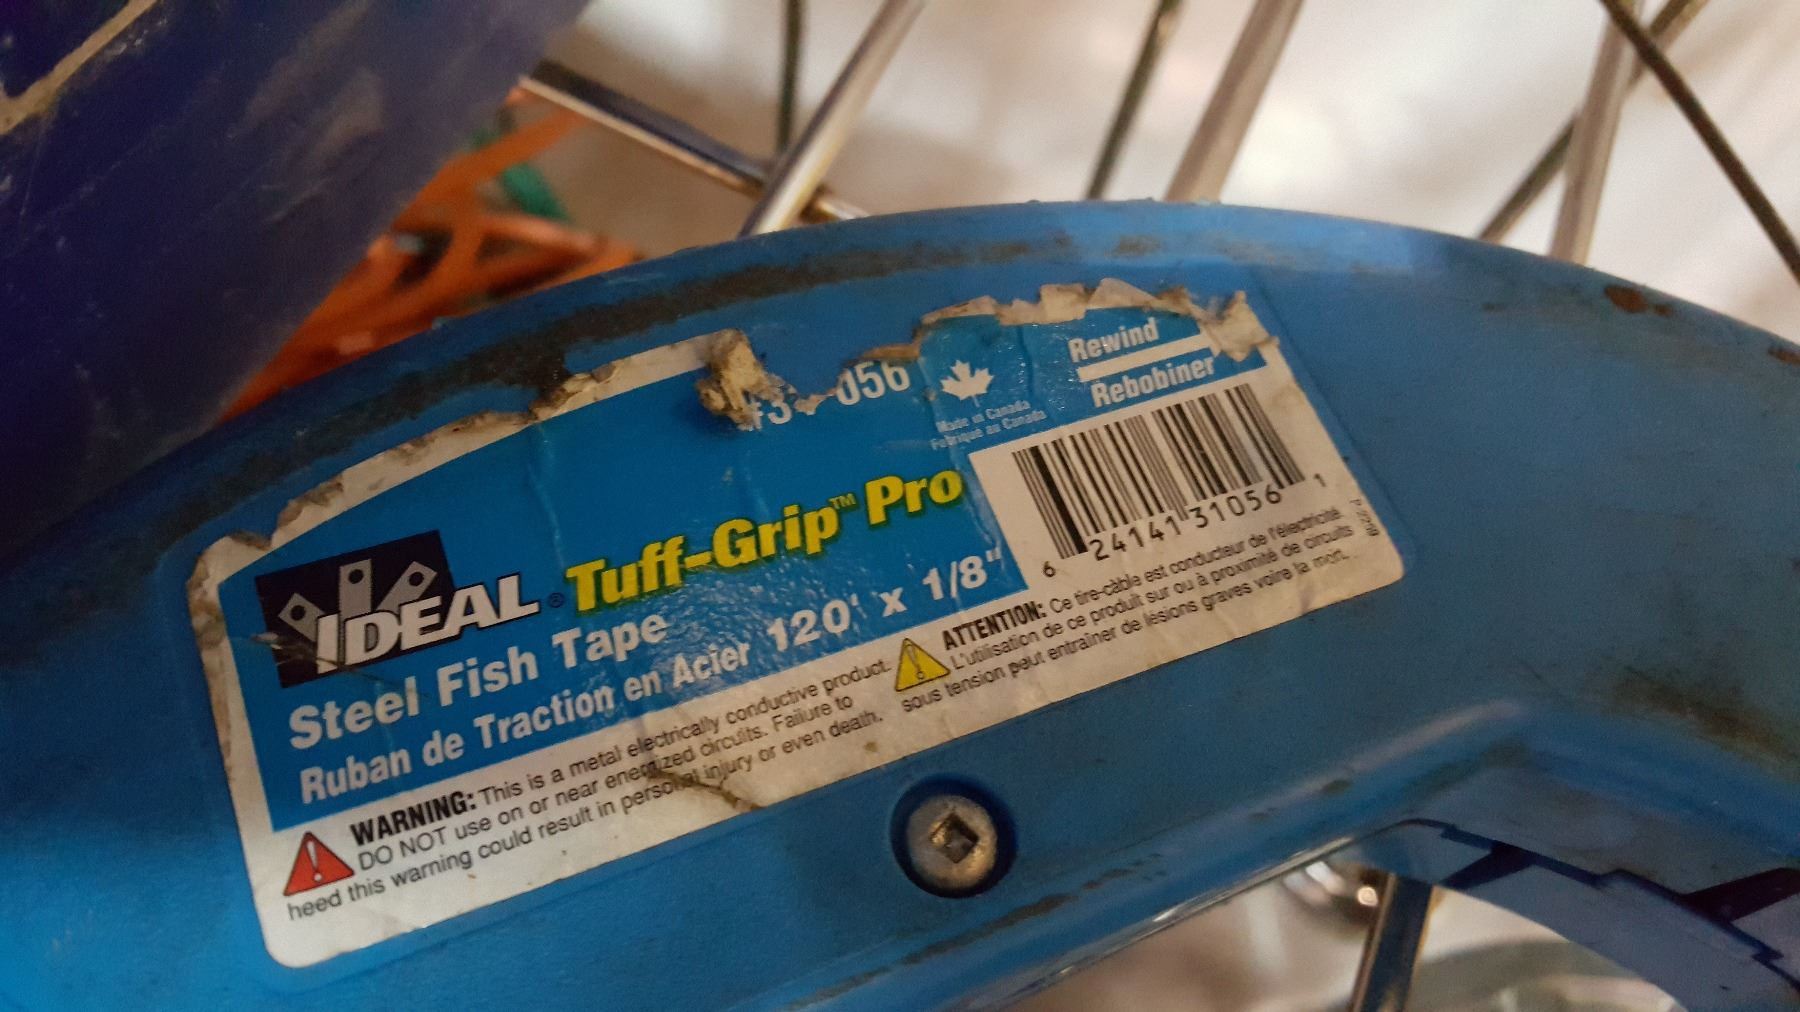 056
Made in Canada
Fabriqué au Canada
Rewind
Rebobiner
IDEAL® Tuff-Grip™ Pro
Steel Fish Tape
Ruban de Traction en Acier 120' x 1/8"
6 24141 31056 1
WARNING: This is a metal electrically conductive product.
DO NOT use on or near energized circuits. Failure to
heed this warning could result in personal injury or even death.
ATTENTION: Ce tire-câble est conducteur de l'électricité.
L'utilisation de ce produit sur ou à proximité de circuits
sous tension peut entraîner de lésions graves voire la mort.